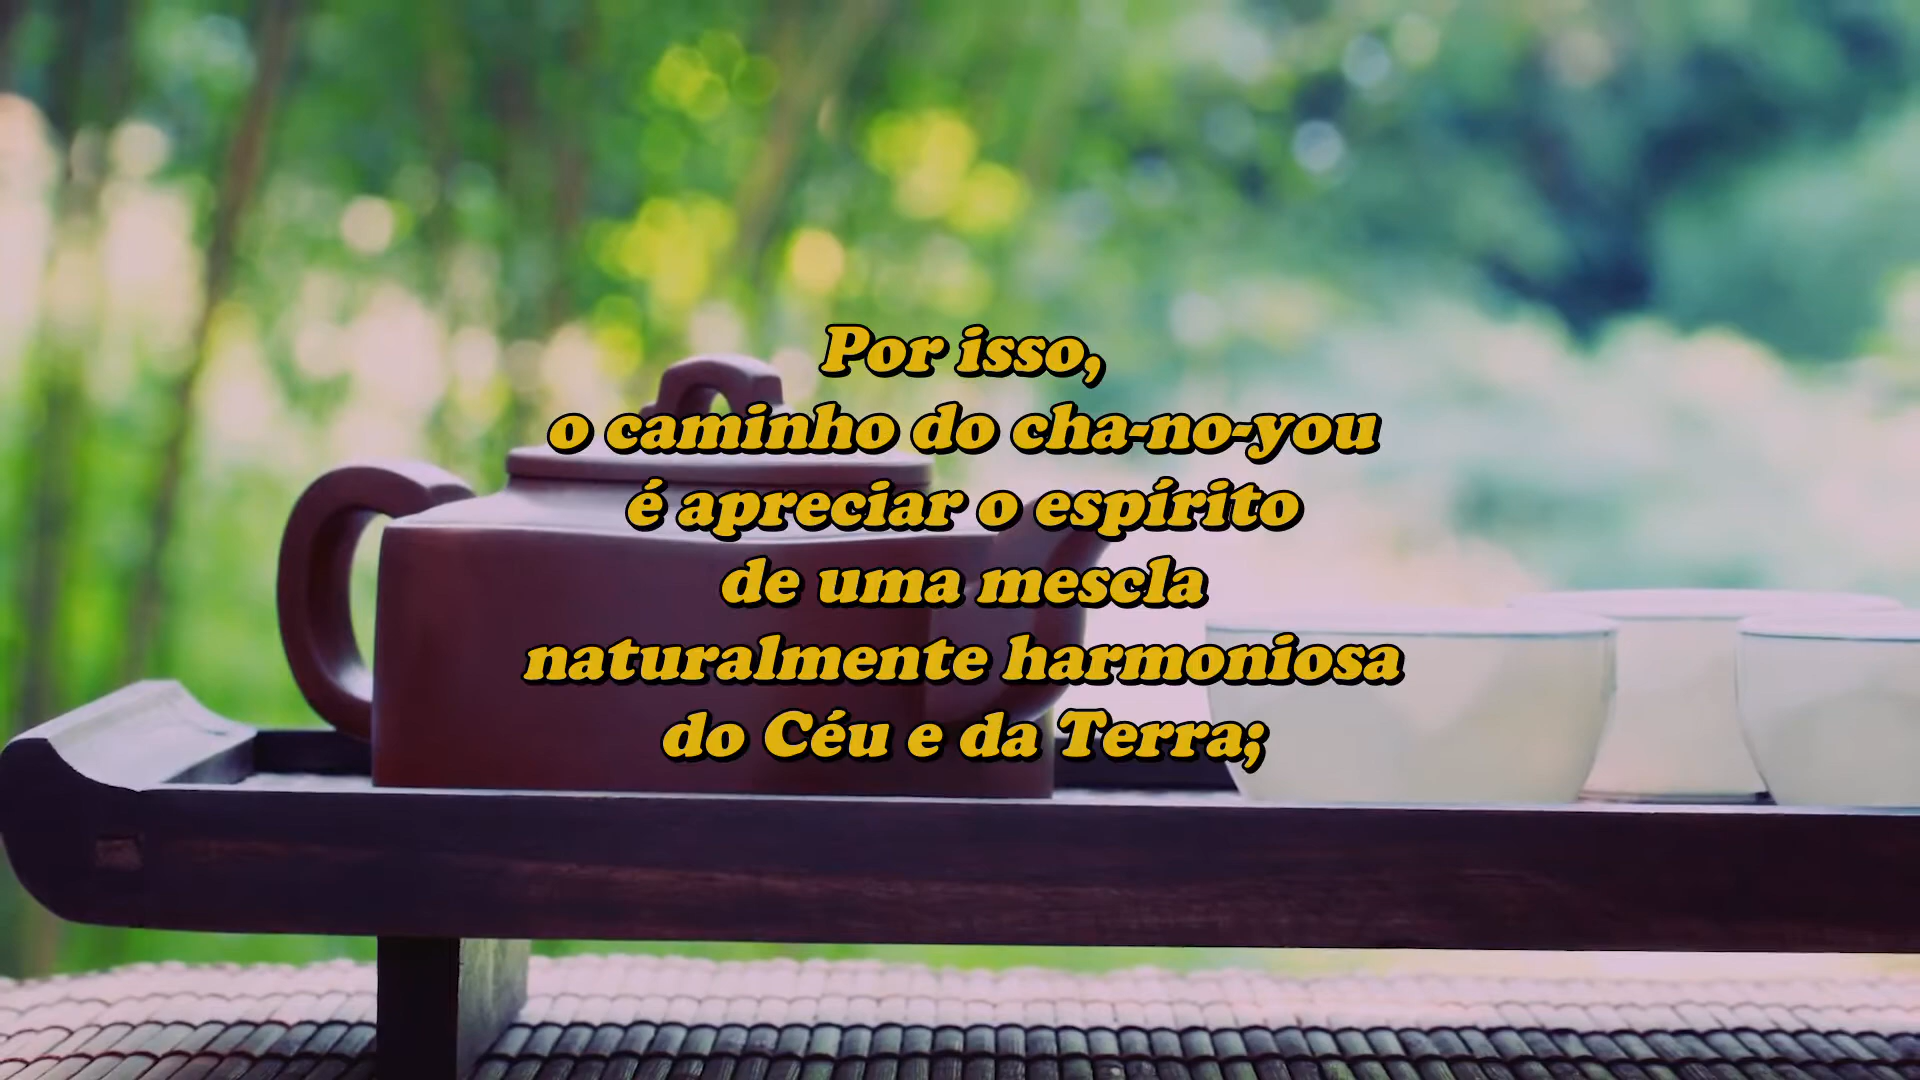 Por isso,
o caminho do cha-no-you
é apreciar o espírito
de uma mescla
naturalmente harmoniosa
do Céu e da Terra;